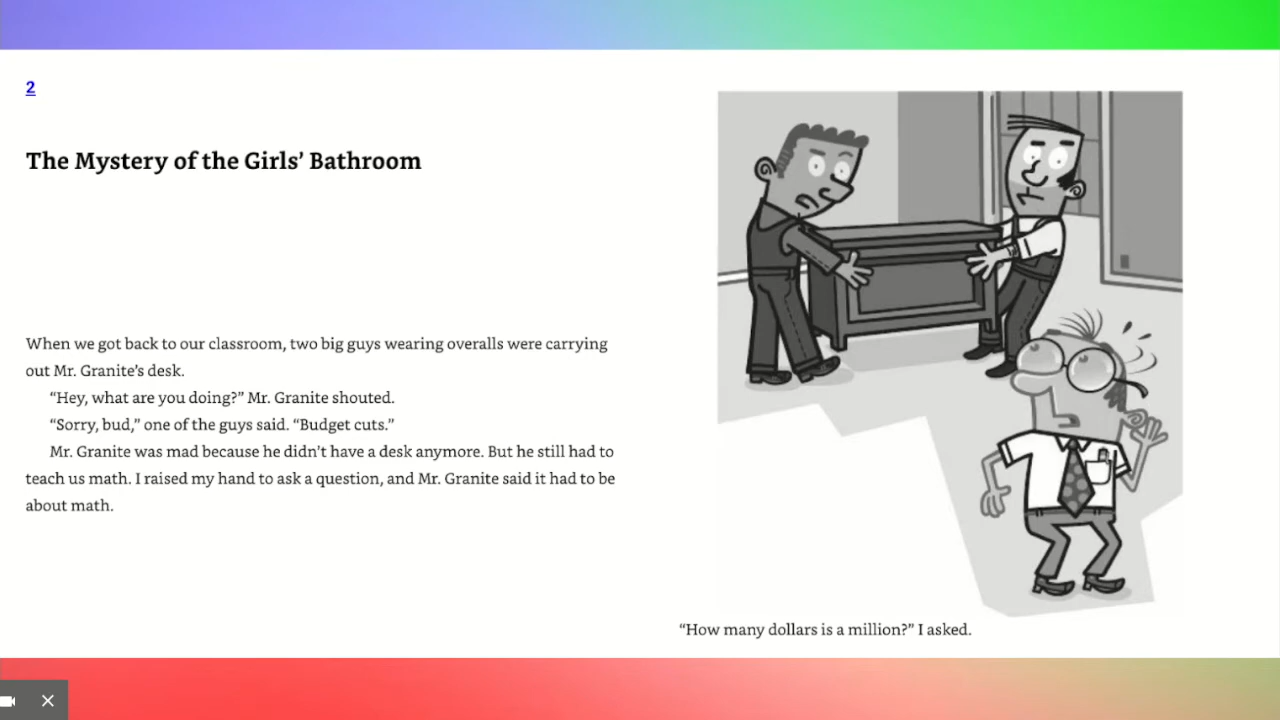 2
The Mystery of the Girls’ Bathroom
When we got back to our classroom, two big guys wearing overalls were carrying
out Mr. Granite’s desk.
“Hey, what are you doing?” Mr. Granite shouted.
“Sorry, bud,” one of the guys said. “Budget cuts.”
Mr. Granite was mad because he didn’t have a desk anymore. But he still had to
teach us math. I raised my hand to ask a question, and Mr. Granite said it had to be
about math.
“How many dollars is a million?” I asked.